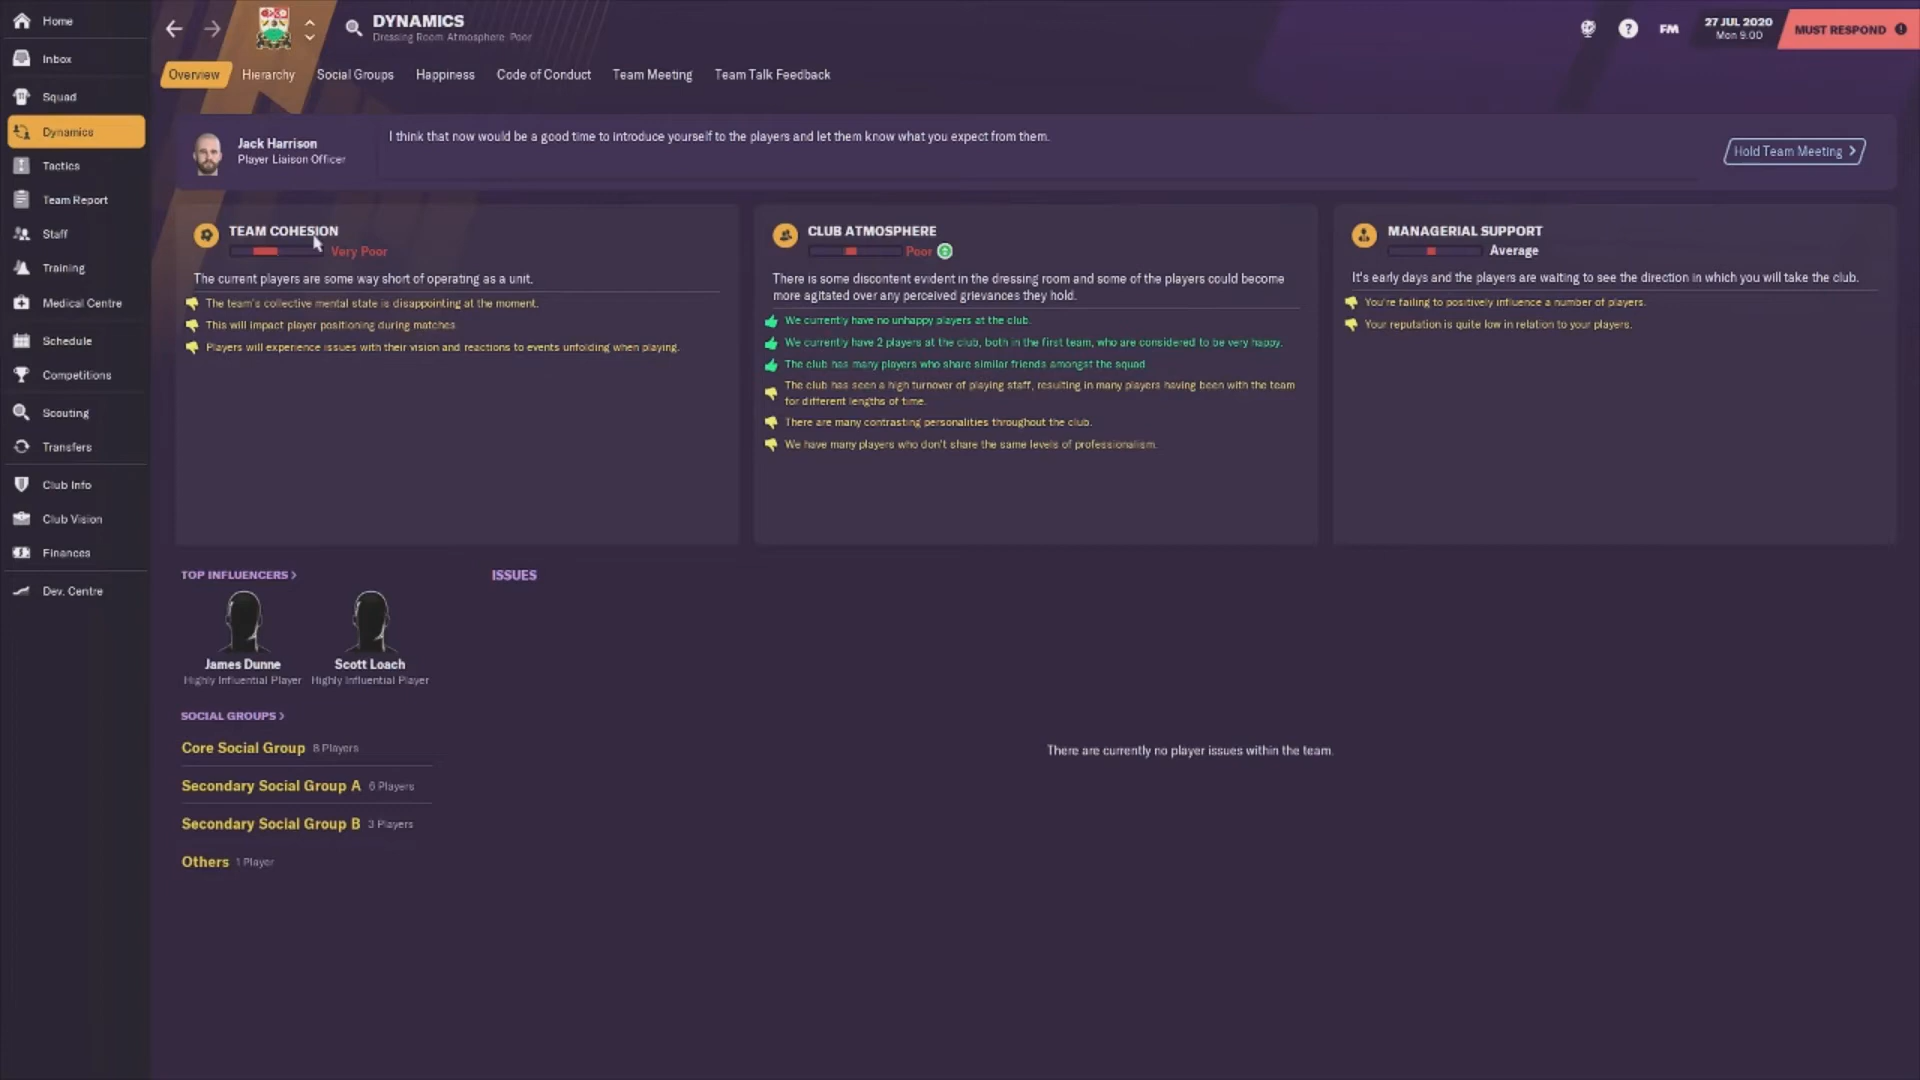 Home
Inbox
Squad
Dynamics
Tactics
Team Report
Staff
Training
Medical Centre
Schedule
Competitions
Scouting
Transfers
Club Info
Club Vision
Finances
Dev. Centre
DYNAMICS
Dressing Room Atmosphere: Poor
FM
27 JUL 2020
Mon 9:00
MUST RESPOND
Overview
Hierarchy
Social Groups
Happiness
Code of Conduct
Team Meeting
Team Talk Feedback
Jack Harrison
Player Liaison Officer
I think that now would be a good time to introduce yourself to the players and let them know what you expect from them.
Hold Team Meeting
TEAM COHESION
Very Poor
The current players are some way short of operating as a unit.
The team's collective mental state is disappointing at the moment.
This will impact player positioning during matches
Players will experience issues with their vision and reactions to events unfolding when playing.
CLUB ATMOSPHERE
Poor
There is some discontent evident in the dressing room and some of the players could become
more agitated over any perceived grievances they hold.
We currently have no unhappy players at the club.
We currently have 2 players at the club, both in the first team, who are considered to be very happy.
The club has many players who share similar friends amongst the squad
The club has seen a high turnover of playing staff, resulting in many players having been with the team
for different lengths of time.
There are many contrasting personalities throughout the club.
We have many players who don't share the same levels of professionalism.
MANAGERIAL SUPPORT
Average
It's early days and the players are waiting to see the direction in which you will take the club.
You're failing to positively influence a number of players.
Your reputation is quite low in relation to your players.
TOP INFLUENCERS >
James Dunne
Highly Influential Player
Scott Loach
Highly Influential Player
ISSUES
There are currently no player issues within the team.
SOCIAL GROUPS >
Core Social Group 8 Players
Secondary Social Group A 6 Players
Secondary Social Group B 3 Players
Others 1 Player